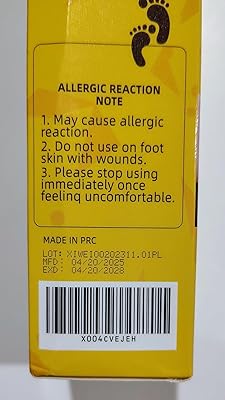 ALLERGIC REACTION
NOTE
1. May cause allergic
reaction.
2. Do not use on foot
skin with wounds.
3. Please stop using
immediately once
feeling uncomfortable.
MADE IN PRC
LOT: XIWEI00202311.01PL
MFD: 04/20/2025
EXD: 04/20/2028
X004CVEJEH